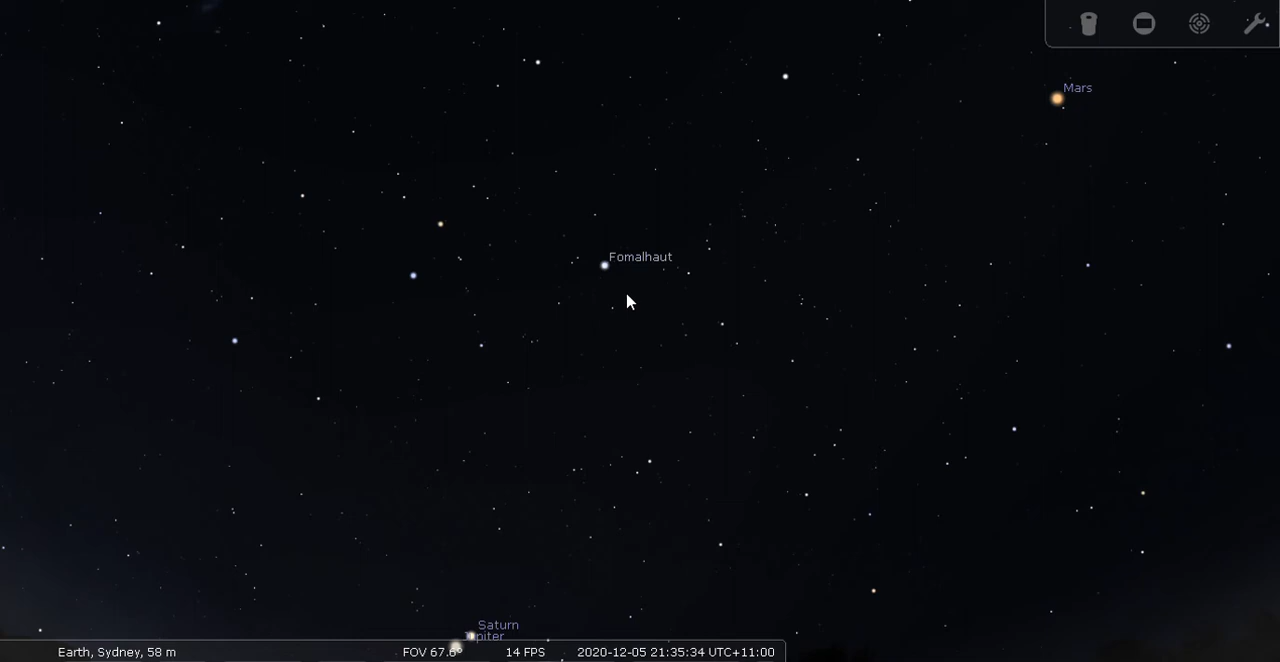 Mars
Fomalhaut
Saturn
Jupiter
Earth, Sydney, 58 m FOV 67.6° 14 FPS 2020-12-05 21:35:34 UTC+11:00